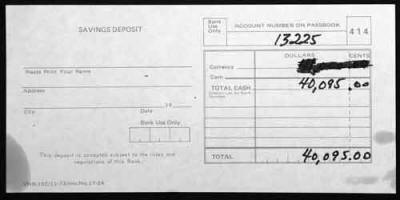 SAVINGS DEPOSIT
Bank Use Only
ACCOUNT NUMBER ON PASSBOOK
414
13225
DOLLARS CENTS
Please Print Your Name
Currency
Coin
Address
TOTAL CASH 40,095.00
19
City Date
Bank Use Only
This deposit is accepted subject to the rules and
regulations of this Bank.
TOTAL 40,095.00